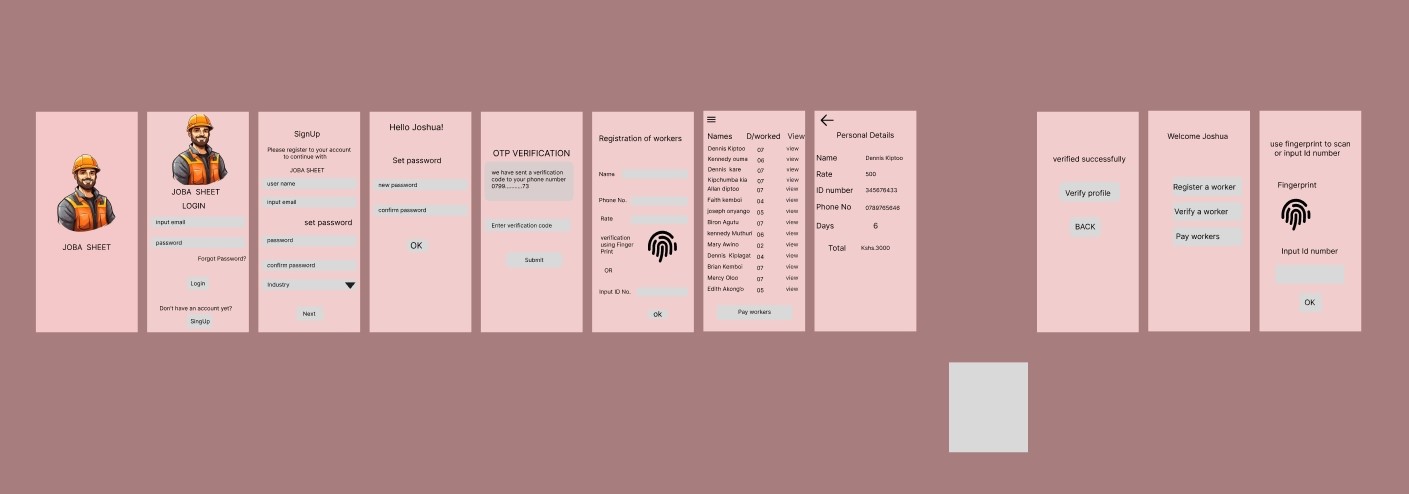 JOBA SHEET
JOBA SHEET
LOGIN
input email
password
Forgot Password?
Login
Don't have an account yet?
SingUp
SignUp
Please register to your account
to continue with
JOBA SHEET
user name
input email
set password
password
confirm password
Industry
Next
Hello Joshua!
Set password
new password
confirm password
OK
OTP VERIFICATION
we have sent a verification
code to your phone number
0799..........73
Enter verification code
Submit
Registration of workers
Name
Phone No.
Rate
verification
using Finger
Print
OR
Input ID No.
ok
Names D/worked View
Dennis Kiptoo 07 view
Kennedy ouma 06 view
Dennis kare 07 view
Kipchumba kia 07 view
Allan diptoo 07 view
Faith kemboi 04 view
joseph onyango 05 view
Biron Agutu 07 view
kennedy Muthuri 06 view
Mary Awino 02 view
Dennis Kiplagat 04 view
Brian Kemboi 07 view
Mercy Oloo 07 view
Edith Akong'o 05 view
Pay workers
Personal Details
Name Dennis Kiptoo
Rate 500
ID number 345676433
Phone No 0789765646
Days 6
Total Kshs.3000
verified successfully
Verify profile
BACK
Welcome Joshua
Register a worker
Verify a worker
Pay workers
use fingerprint to scan
or input Id number
Fingerprint
Input Id number
OK